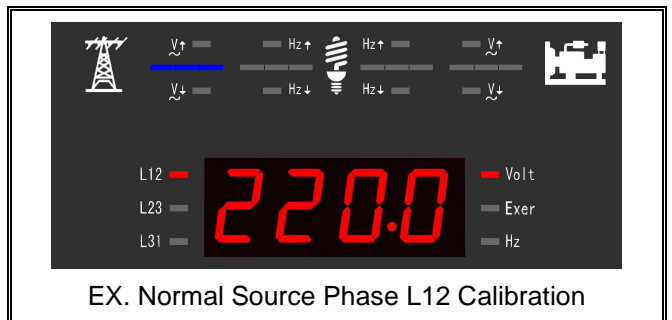 V↑ Hz↑ Hz↑ V↑
~ ~
V↓ Hz↓ Hz↓ V↓
~ ~
L12 220.0 Volt
L23 Exer
L31 Hz
EX. Normal Source Phase L12 Calibration